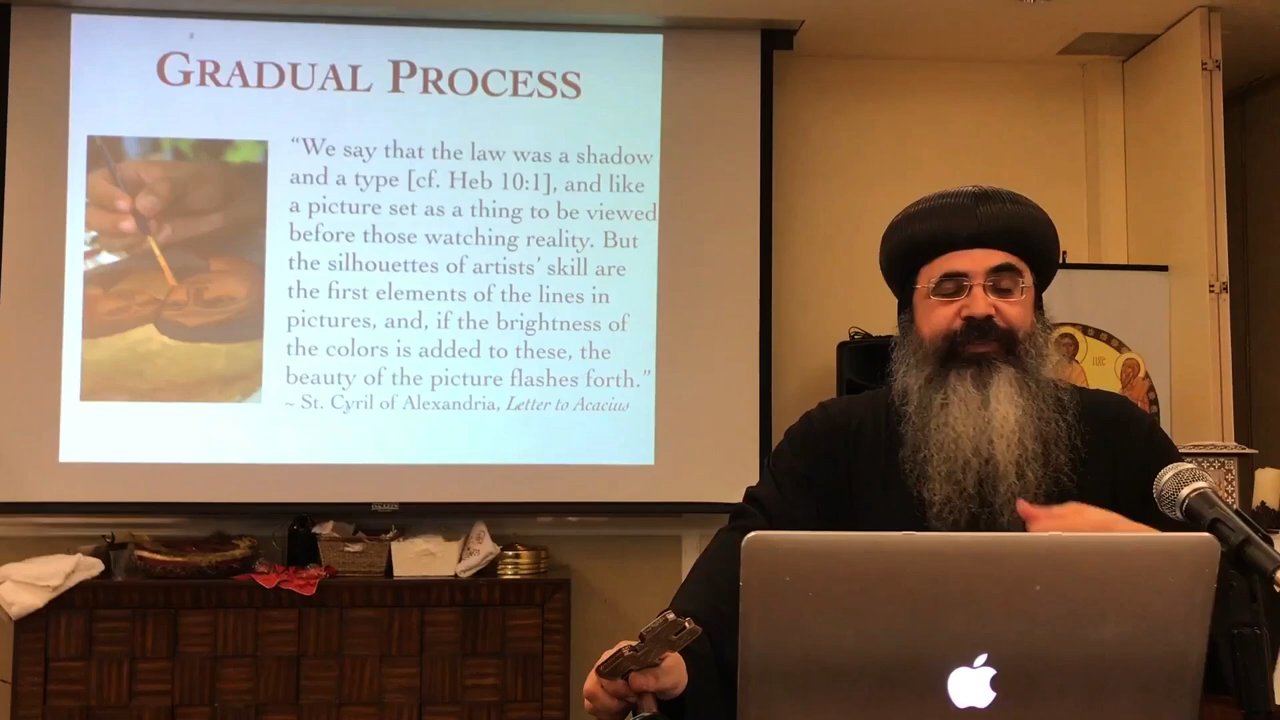 GRADUAL PROCESS
“We say that the law was a shadow
and a type [cf. Heb 10:1], and like
a picture set as a thing to be viewed
before those watching reality. But
the silhouettes of artists’ skill are
the first elements of the lines in
pictures, and, if the brightness of
the colors is added to these, the
beauty of the picture flashes forth.”
~ St. Cyril of Alexandria, Letter to Acacius